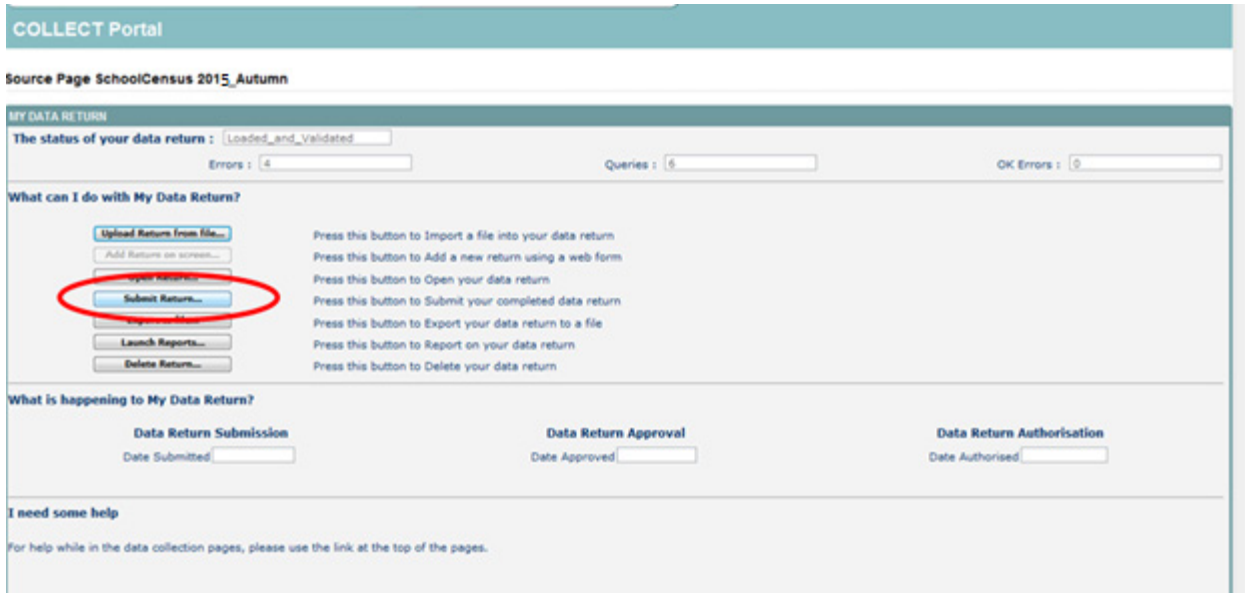 COLLECT Portal
Source Page SchoolCensus 2015_Autumn
MY DATA RETURN
The status of your data return : Loaded_and_Validated
Errors : 4 Queries : 6 OK Errors : 0
What can I do with My Data Return?
Upload Return from file... Press this button to Import a file into your data return
Add Return on screen... Press this button to Add a new return using a web form
Open Return... Press this button to Open your data return
Submit Return... Press this button to Submit your completed data return
Press this button to Export your data return to a file
Launch Reports... Press this button to Report on your data return
Delete Return... Press this button to Delete your data return
What is happening to My Data Return?
Data Return Submission Data Return Approval Data Return Authorisation
Date Submitted Date Approved Date Authorised
I need some help
For help while in the data collection pages, please use the link at the top of the pages.